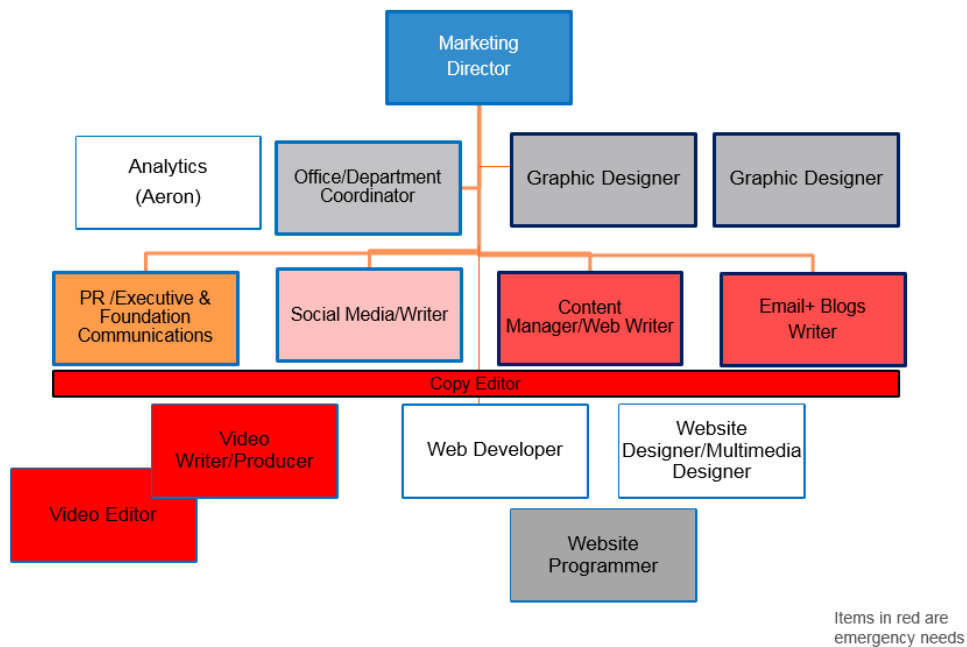 Marketing
Director
Analytics
(Aeron)
Office/Department
Coordinator
Graphic Designer
Graphic Designer
PR /Executive &
Foundation
Communications
Social Media/Writer
Content
Manager/Web Writer
Email+ Blogs
Writer
Copy Editor
Video
Writer/Producer
Web Developer
Website
Designer/Multimedia
Designer
Video Editor
Website
Programmer
Items in red are
emergency needs